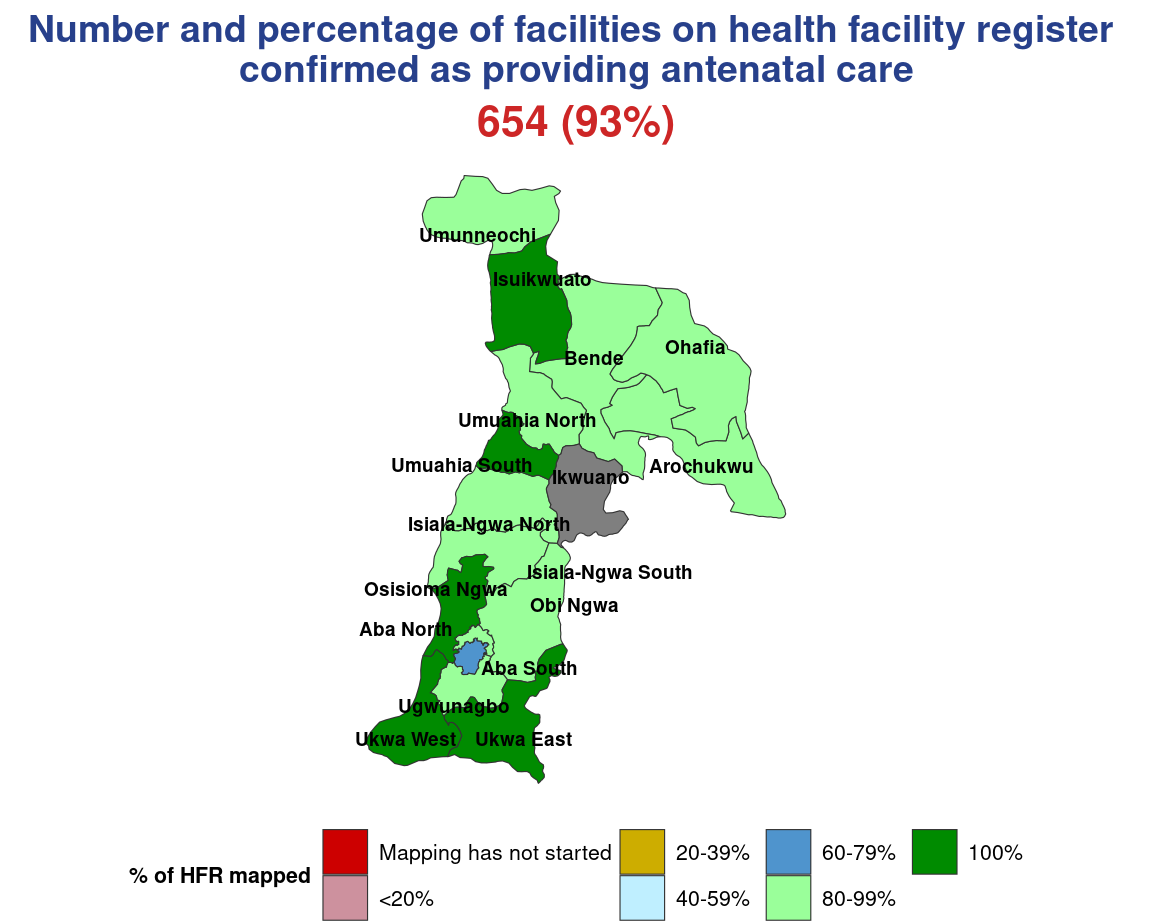 Number and percentage of facilities on health facility register
confirmed as providing antenatal care
654 (93%)
Umunneochi
Isuikwuato
Ohafia
Bende
Umuahia North
Umuahia South
Arochukwu
Ikwuano
Isiala-Ngwa North
Isiala-Ngwa South
Osisioma Ngwa
Obi Ngwa
Aba North
Aba South
Ugwunagbo
Ukwa West
Ukwa East
% of HFR mapped
Mapping has not started
<20%
20-39%
40-59%
60-79%
80-99%
100%